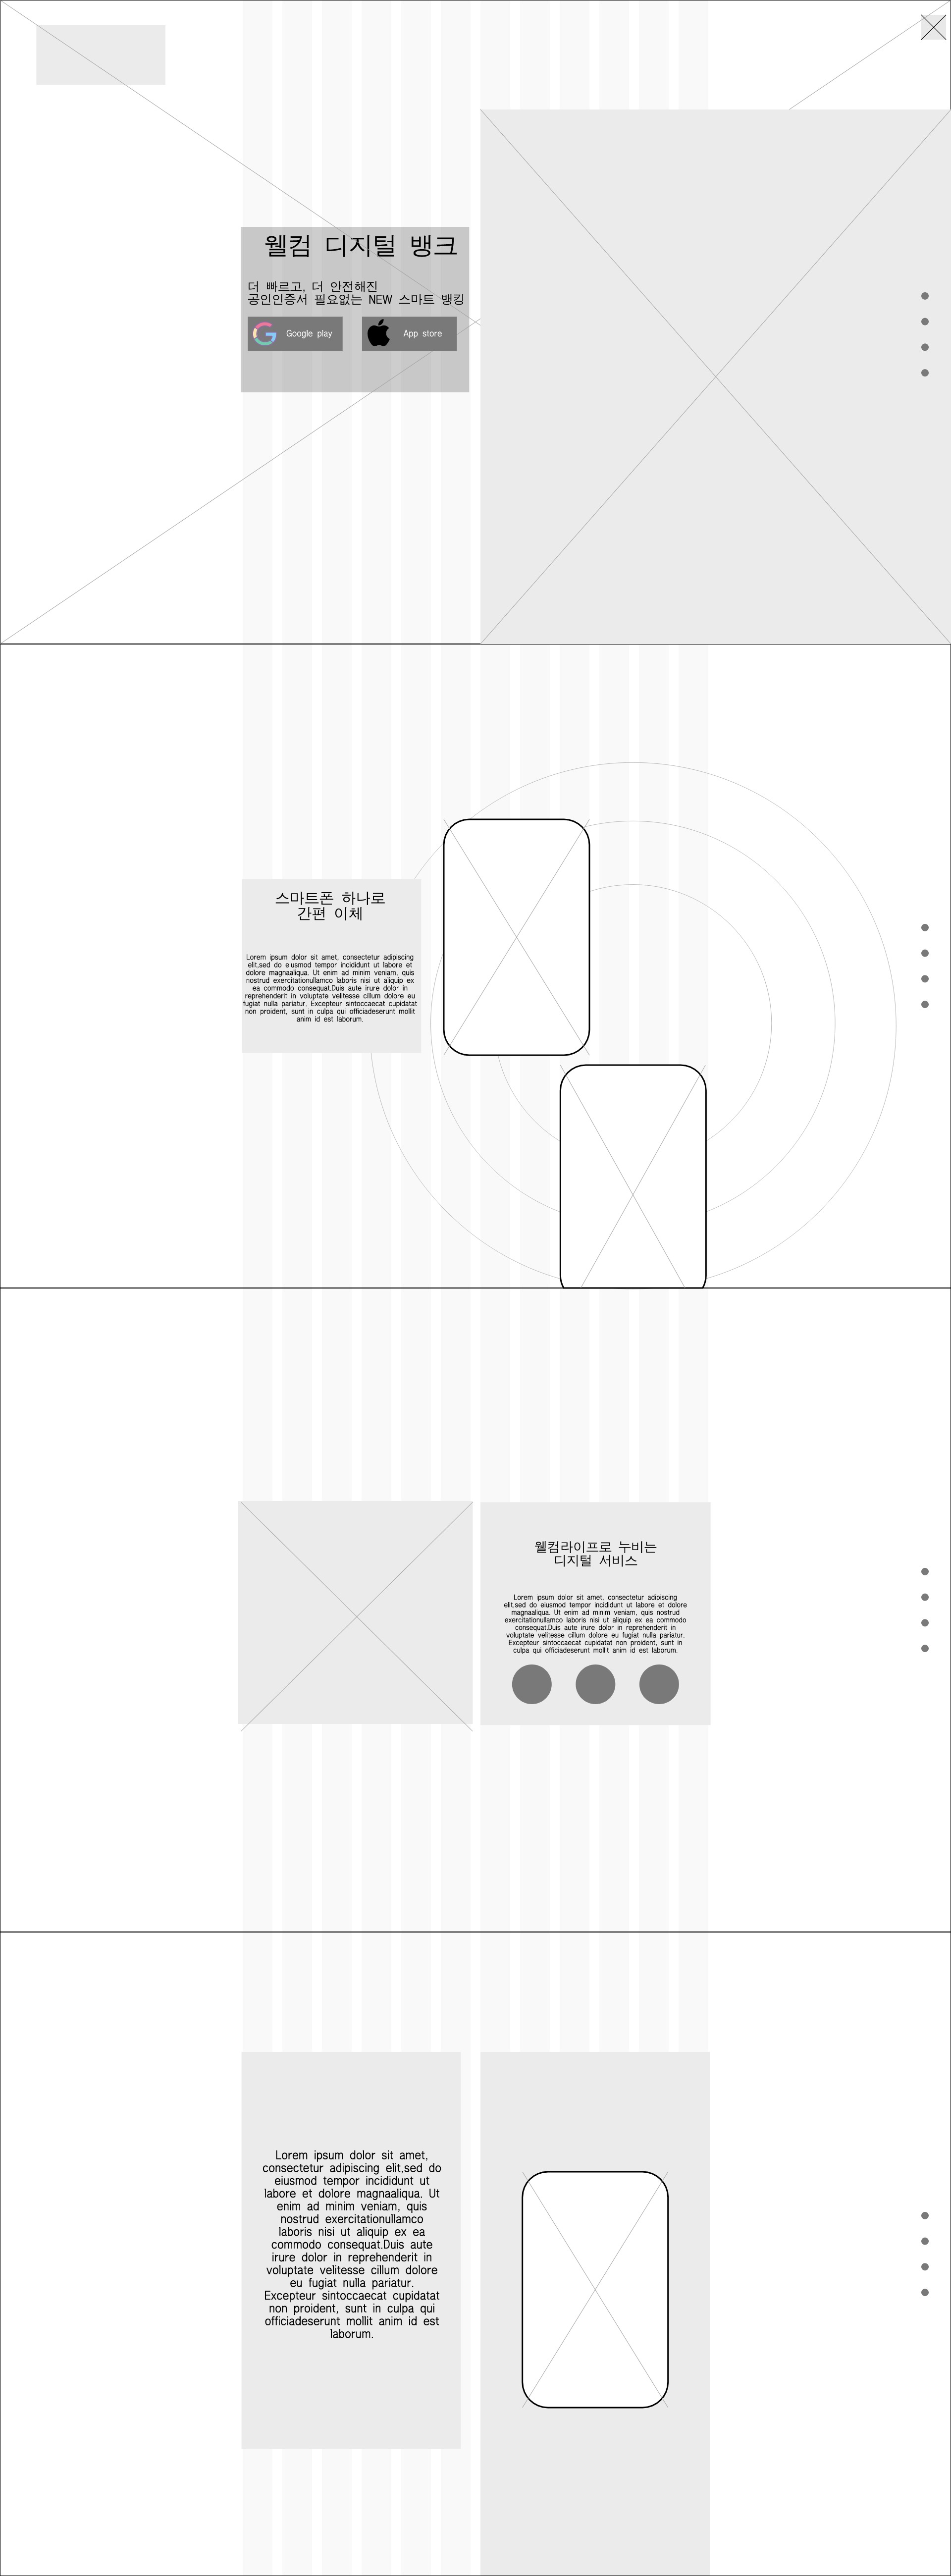 웰컴 디지털 뱅크
더 빠르고, 더 안전해진
공인인증서 필요없는 NEW 스마트 뱅킹
Google play
App store
스마트폰 하나로
간편 이체
Lorem ipsum dolor sit amet, consectetur adipiscing
elit,sed do eiusmod tempor incididunt ut labore et
dolore magnaaliqua. Ut enim ad minim veniam, quis
nostrud exercitationullamco laboris nisi ut aliquip ex
ea commodo consequat.Duis aute irure dolor in
reprehenderit in voluptate velitesse cillum dolore eu
fugiat nulla pariatur. Excepteur sintoccaecat cupidatat
non proident, sunt in culpa qui officiadeserunt mollit
anim id est laborum.
웰컴라이프로 누비는
디지털 서비스
Lorem ipsum dolor sit amet, consectetur adipiscing
elit,sed do eiusmod tempor incididunt ut labore et dolore
magnaaliqua. Ut enim ad minim veniam, quis nostrud
exercitationullamco laboris nisi ut aliquip ex ea commodo
consequat.Duis aute irure dolor in reprehenderit in
voluptate velitesse cillum dolore eu fugiat nulla pariatur.
Excepteur sintoccaecat cupidatat non proident, sunt in
culpa qui officiadeserunt mollit anim id est laborum.
Lorem ipsum dolor sit amet,
consectetur adipiscing elit,sed do
eiusmod tempor incididunt ut
labore et dolore magnaaliqua. Ut
enim ad minim veniam, quis
nostrud exercitationullamco
laboris nisi ut aliquip ex ea
commodo consequat.Duis aute
irure dolor in reprehenderit in
voluptate velitesse cillum dolore
eu fugiat nulla pariatur.
Excepteur sintoccaecat cupidatat
non proident, sunt in culpa qui
officiadeserunt mollit anim id est
laborum.